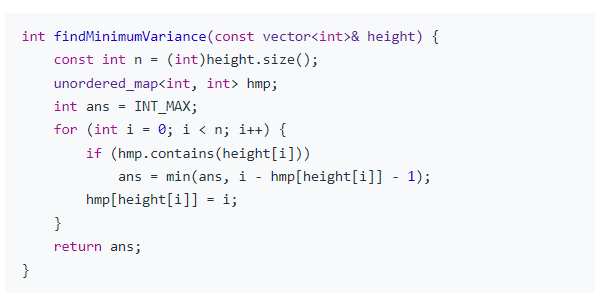 int findMinimumVariance(const vector<int>& height) {
    const int n = (int)height.size();
    unordered_map<int, int> hmp;
    int ans = INT_MAX;
    for (int i = 0; i < n; i++) {
        if (hmp.contains(height[i]))
            ans = min(ans, i - hmp[height[i]] - 1);
        hmp[height[i]] = i;
    }
    return ans;
}